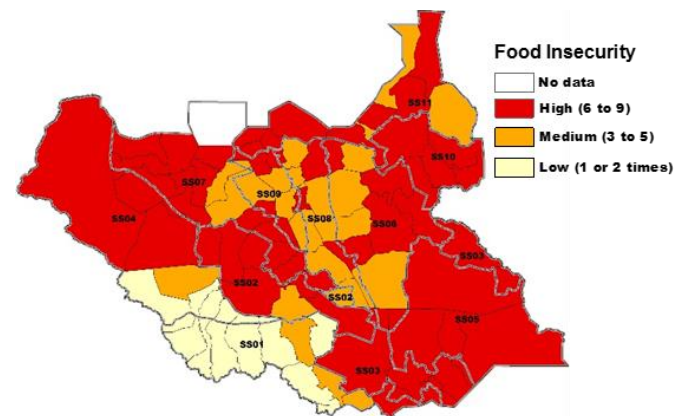 Food Insecurity
No data
High (6 to 9)
Medium (3 to 5)
Low (1 or 2 times)
SS11
SS10
SS07
SS09
SS04
SS08
SS06
SS03
SS02
SS02
SS05
SS01
SS03